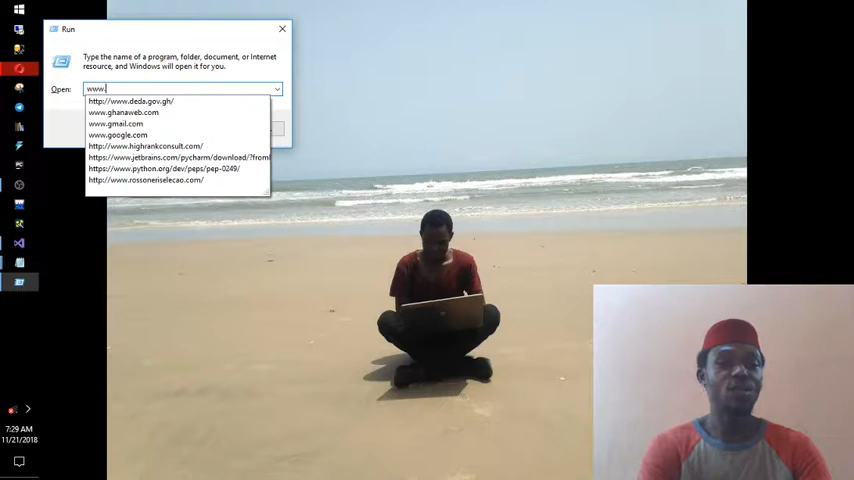 Run
Type the name of a program, folder, document, or Internet
resource, and Windows will open it for you.
Open:
www.
http://www.deda.gov.gh/
www.ghanaweb.com
www.gmail.com
www.google.com
http://www.highrankconsult.com/
https://www.jetbrains.com/pycharm/download/?from
https://www.python.org/dev/peps/pep-0249/
http://www.rossoneriselecao.com/
7:29 AM
11/21/2018